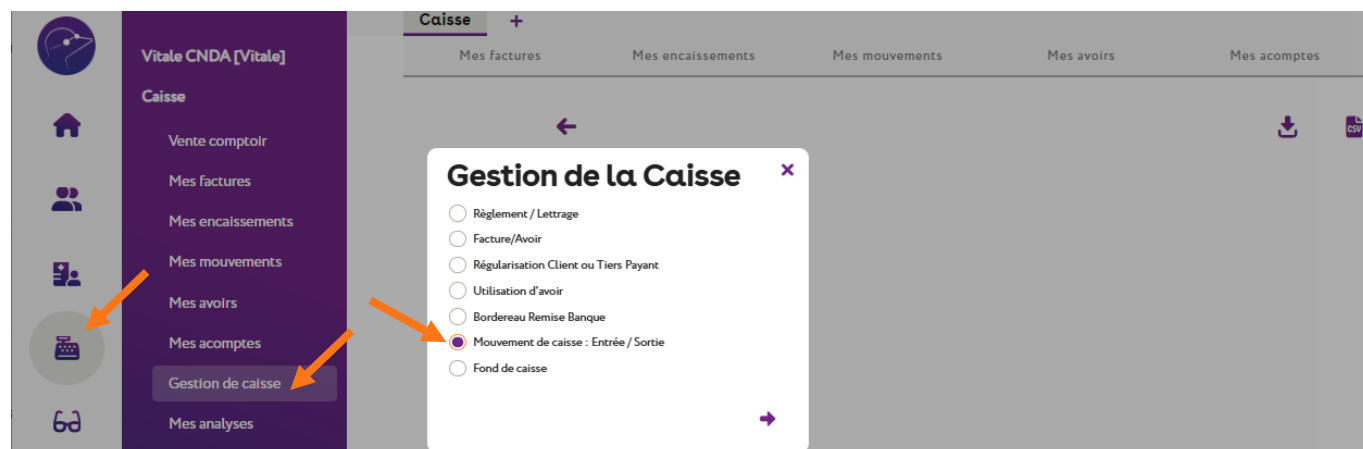 Vitale CNDA [Vitale]
Caisse
Vente comptoir
Mes factures
Mes encaissements
Mes mouvements
Mes avoirs
Mes acomptes
Gestion de caisse
Mes analyses
Caisse +
Mes factures Mes encaissements Mes mouvements Mes avoirs Mes acomptes
CSV
Gestion de la Caisse
Règlement / Lettrage
Facture/Avoir
Régularisation Client ou Tiers Payant
Utilisation d'avoir
Bordereau Remise Banque
Mouvement de caisse : Entrée / Sortie
Fond de caisse